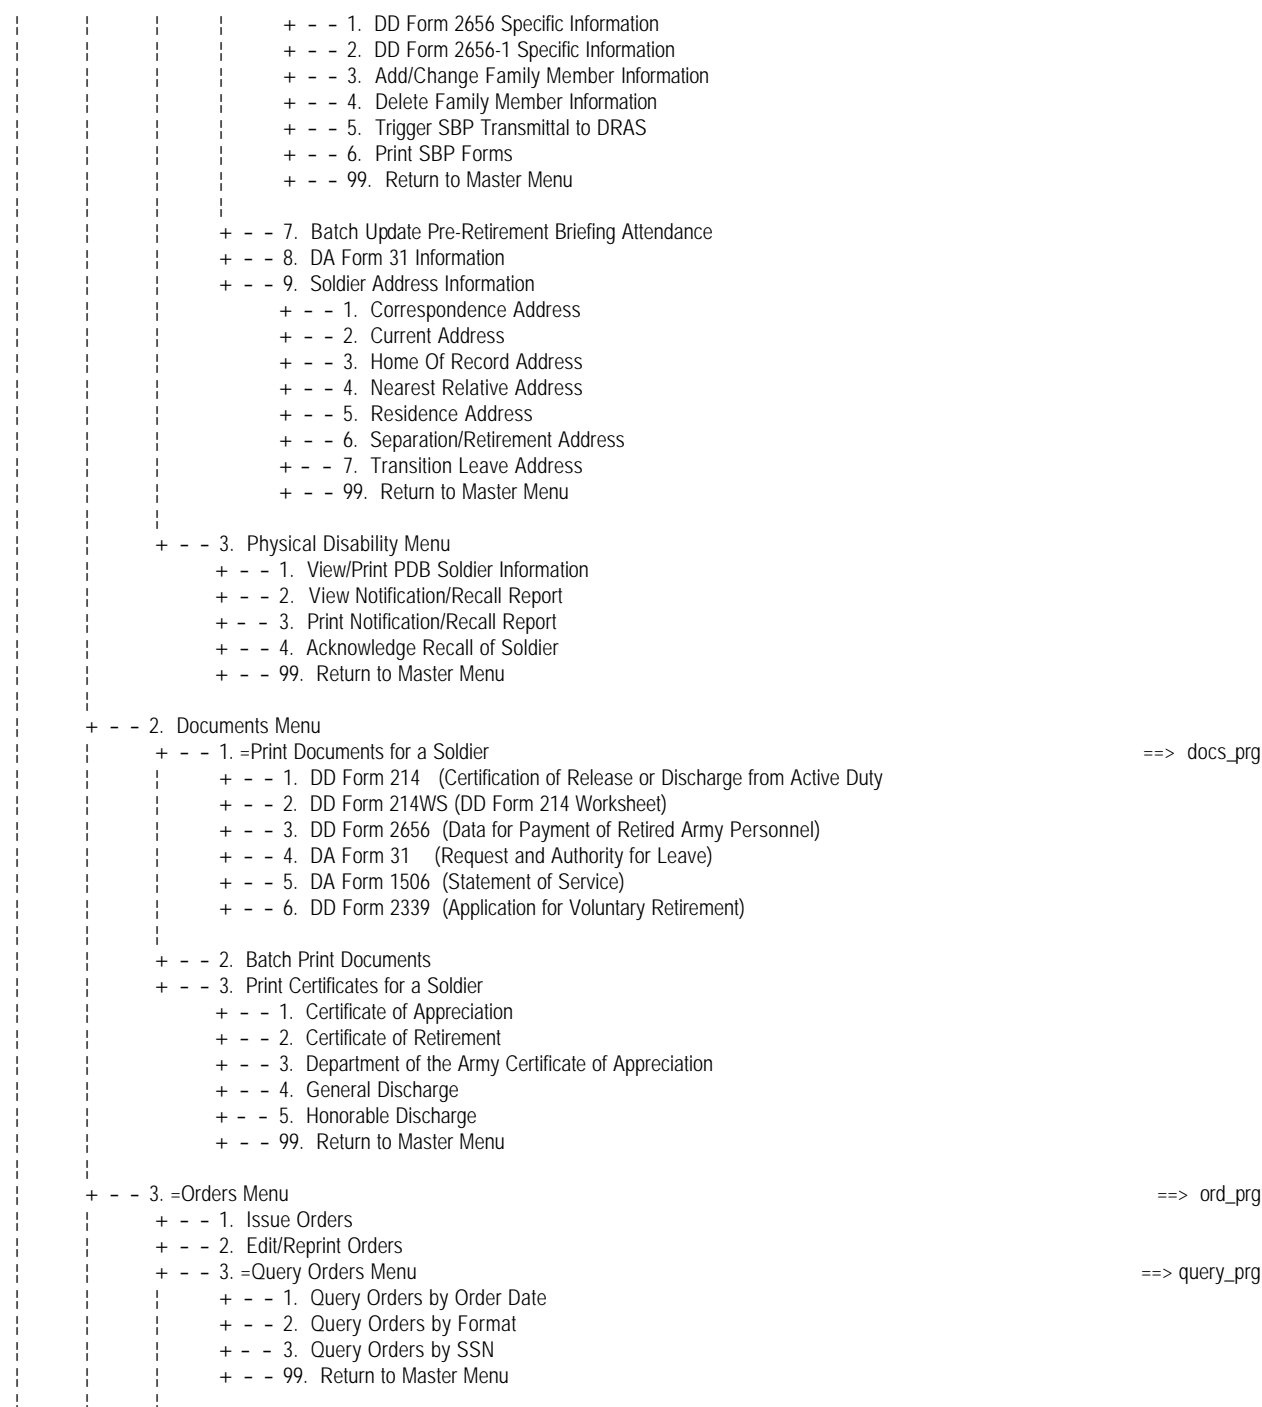 + – – 1. DD Form 2656 Specific Information
+ – – 2. DD Form 2656-1 Specific Information
+ – – 3. Add/Change Family Member Information
+ – – 4. Delete Family Member Information
+ – – 5. Trigger SBP Transmittal to DRAS
+ – – 6. Print SBP Forms
+ – – 99. Return to Master Menu
+ – – 7. Batch Update Pre-Retirement Briefing Attendance
+ – – 8. DA Form 31 Information
+ – – 9. Soldier Address Information
+ – – 1. Correspondence Address
+ – – 2. Current Address
+ – – 3. Home Of Record Address
+ – – 4. Nearest Relative Address
+ – – 5. Residence Address
+ – – 6. Separation/Retirement Address
+ – – 7. Transition Leave Address
+ – – 99. Return to Master Menu
+ – – 3. Physical Disability Menu
+ – – 1. View/Print PDB Soldier Information
+ – – 2. View Notification/Recall Report
+ – – 3. Print Notification/Recall Report
+ – – 4. Acknowledge Recall of Soldier
+ – – 99. Return to Master Menu
+ – – 2. Documents Menu
+ – – 1. =Print Documents for a Soldier ==> docs_prg
+ – – 1. DD Form 214 (Certification of Release or Discharge from Active Duty
+ – – 2. DD Form 214WS (DD Form 214 Worksheet)
+ – – 3. DD Form 2656 (Data for Payment of Retired Army Personnel)
+ – – 4. DA Form 31 (Request and Authority for Leave)
+ – – 5. DA Form 1506 (Statement of Service)
+ – – 6. DD Form 2339 (Application for Voluntary Retirement)
+ – – 2. Batch Print Documents
+ – – 3. Print Certificates for a Soldier
+ – – 1. Certificate of Appreciation
+ – – 2. Certificate of Retirement
+ – – 3. Department of the Army Certificate of Appreciation
+ – – 4. General Discharge
+ – – 5. Honorable Discharge
+ – – 99. Return to Master Menu
+ – – 3. =Orders Menu ==> ord_prg
+ – – 1. Issue Orders
+ – – 2. Edit/Reprint Orders
+ – – 3. =Query Orders Menu ==> query_prg
+ – – 1. Query Orders by Order Date
+ – – 2. Query Orders by Format
+ – – 3. Query Orders by SSN
+ – – 99. Return to Master Menu